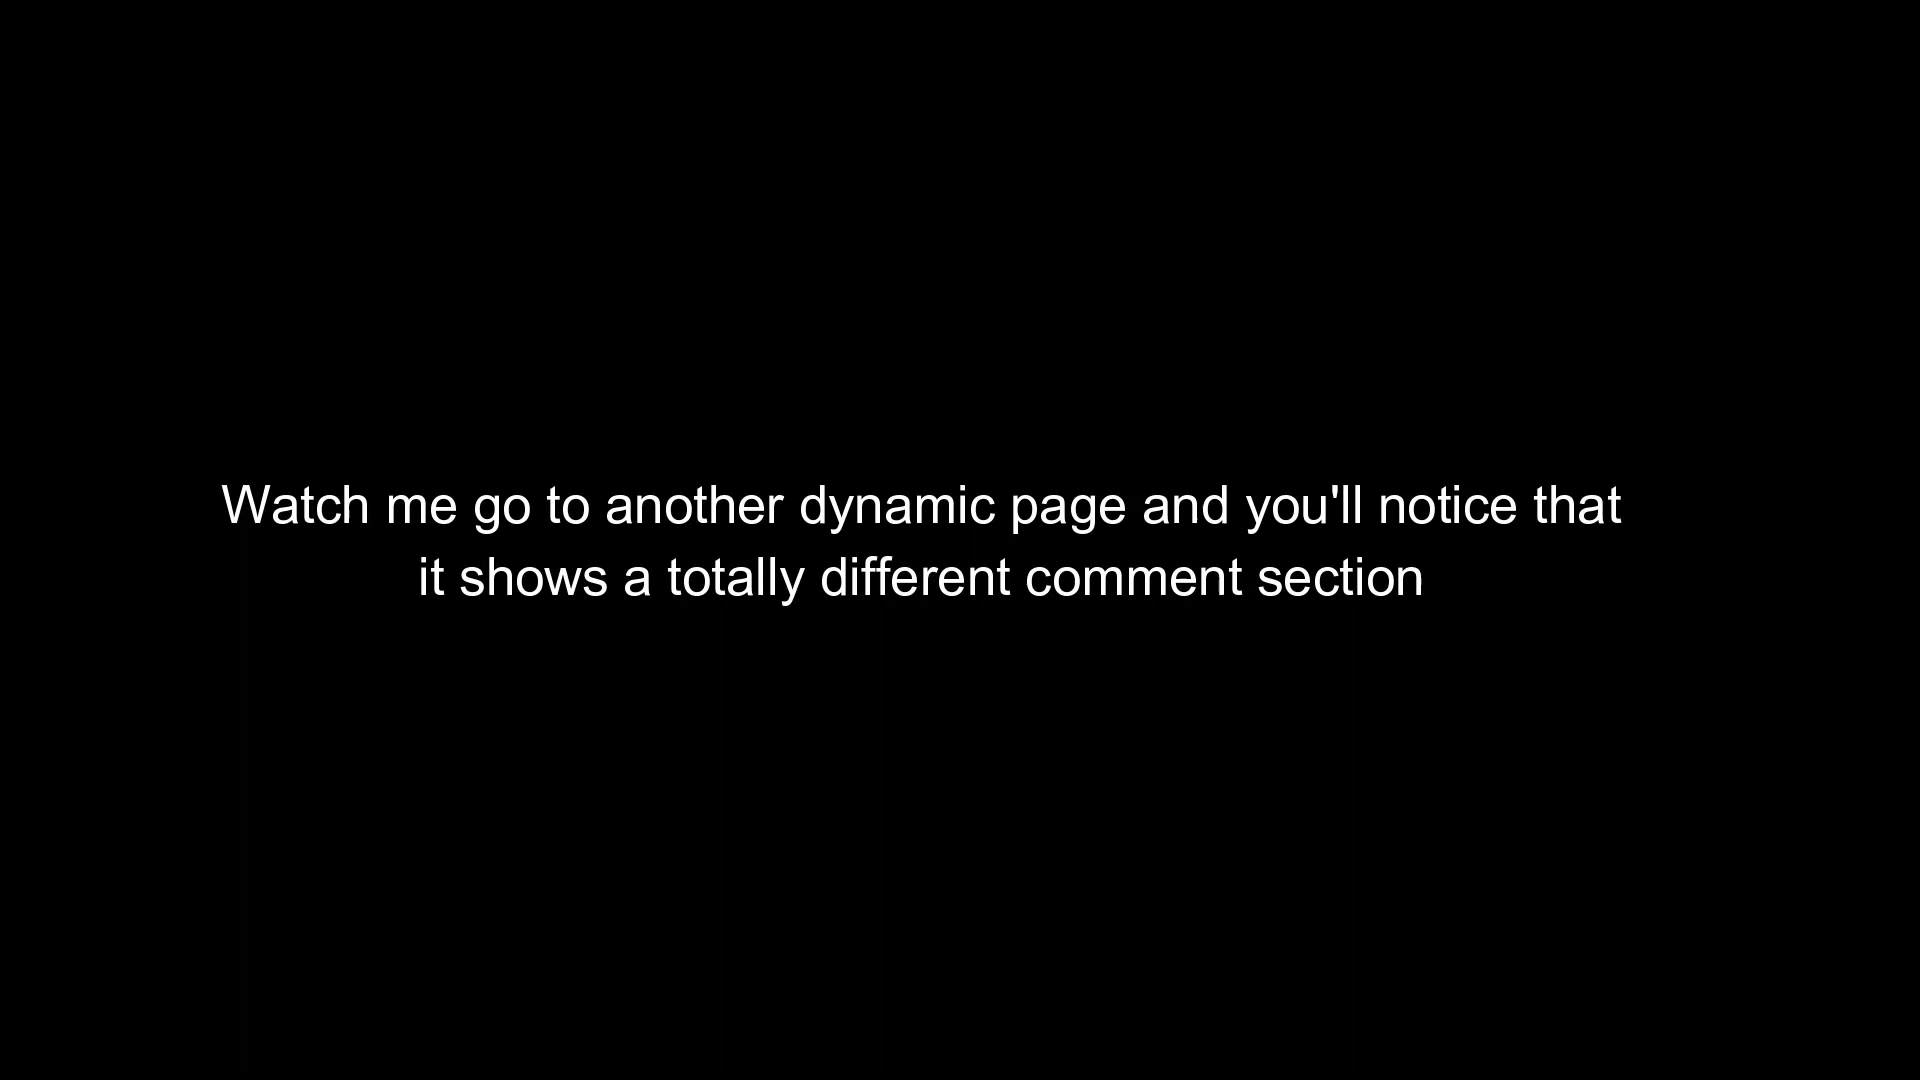 Watch me go to another dynamic page and you'll notice that
it shows a totally different comment section